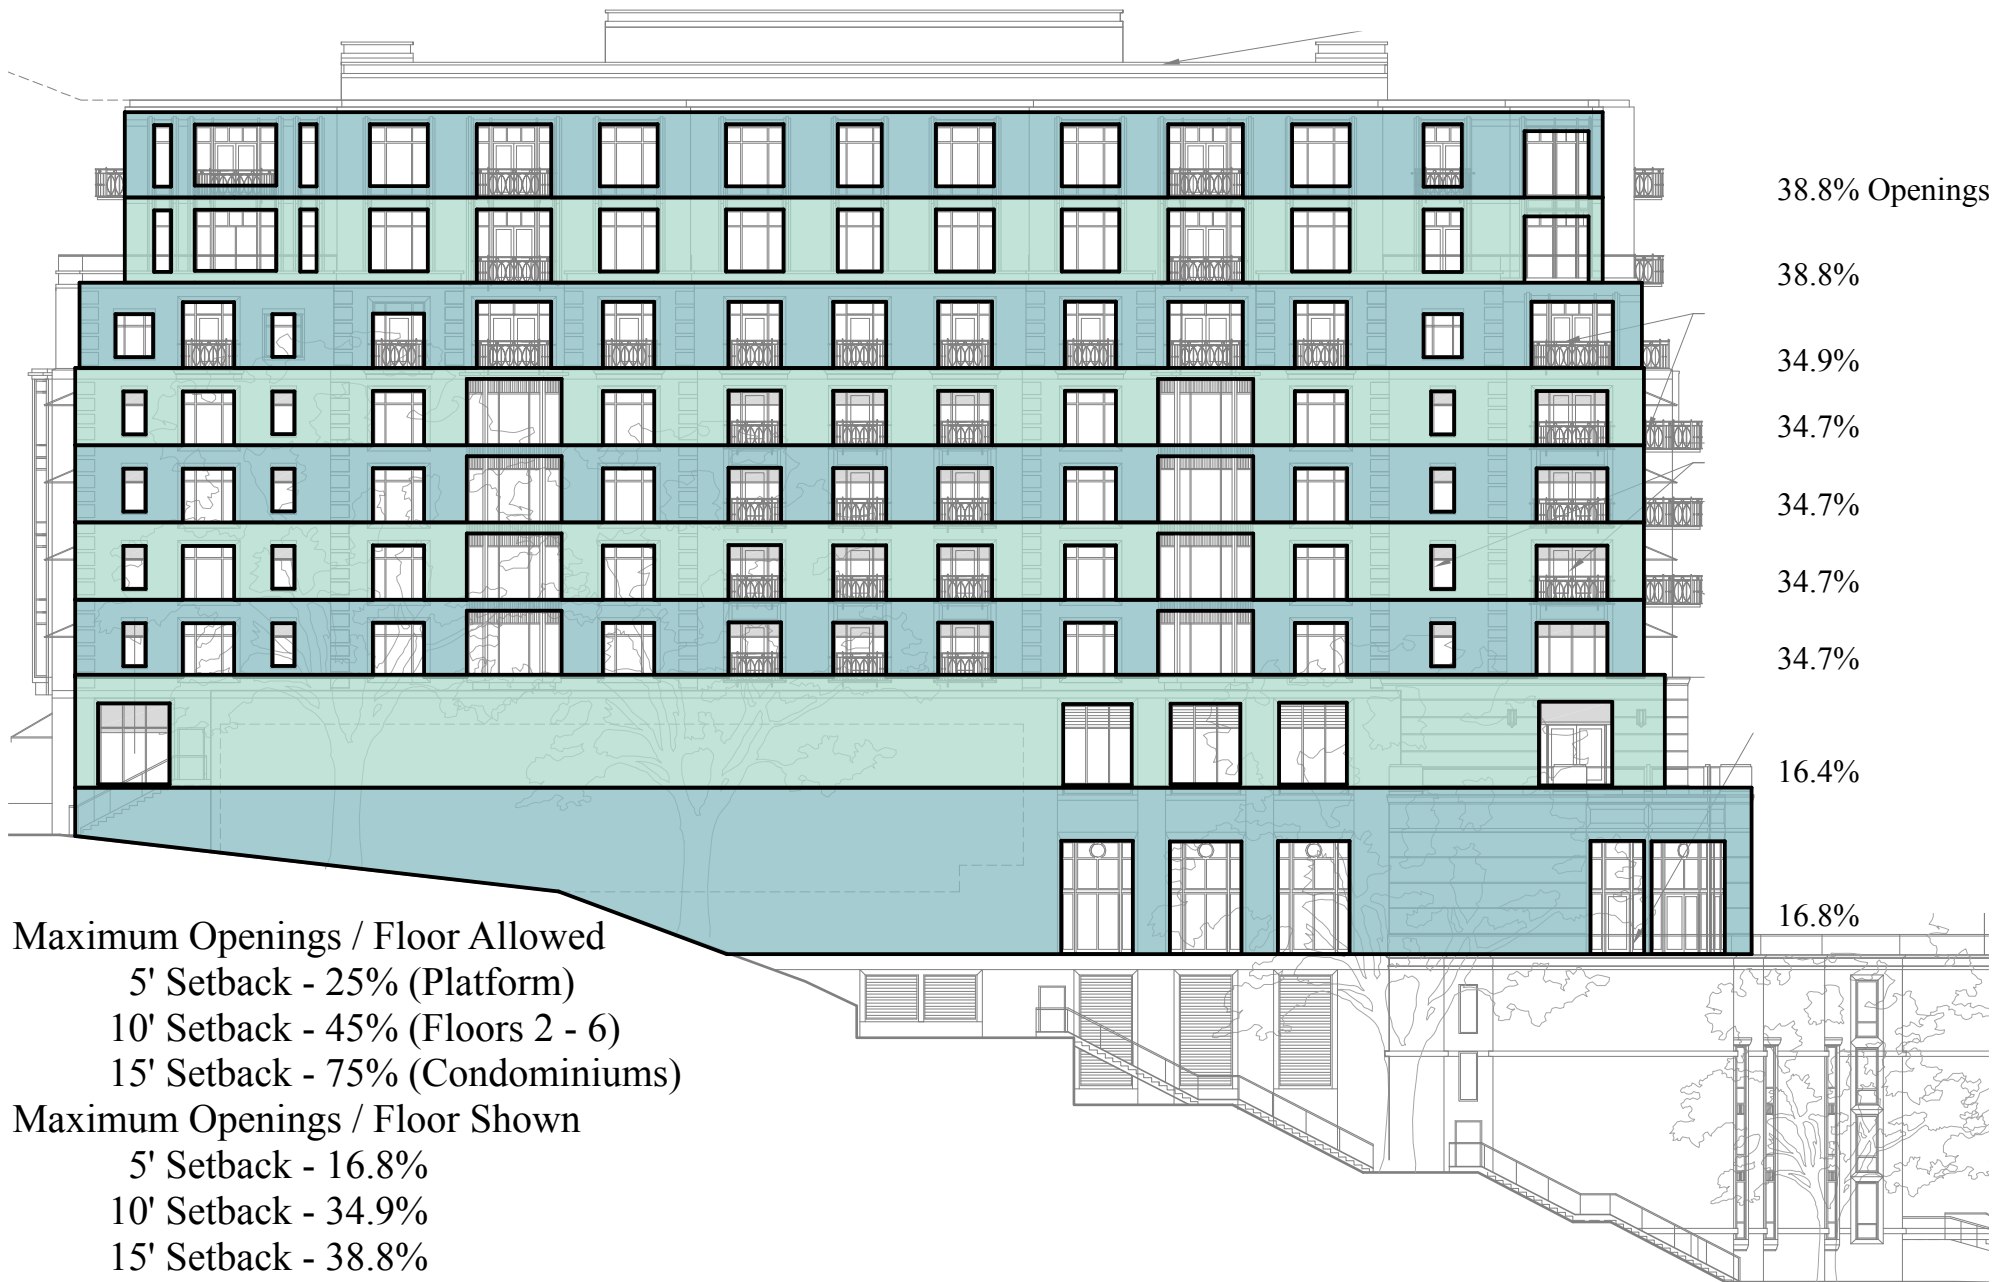 38.8% Openings
38.8%
34.9%
34.7%
34.7%
34.7%
34.7%
16.4%
16.8%
Maximum Openings / Floor Allowed
5' Setback - 25% (Platform)
10' Setback - 45% (Floors 2 - 6)
15' Setback - 75% (Condominiums)
Maximum Openings / Floor Shown
5' Setback - 16.8%
10' Setback - 34.9%
15' Setback - 38.8%